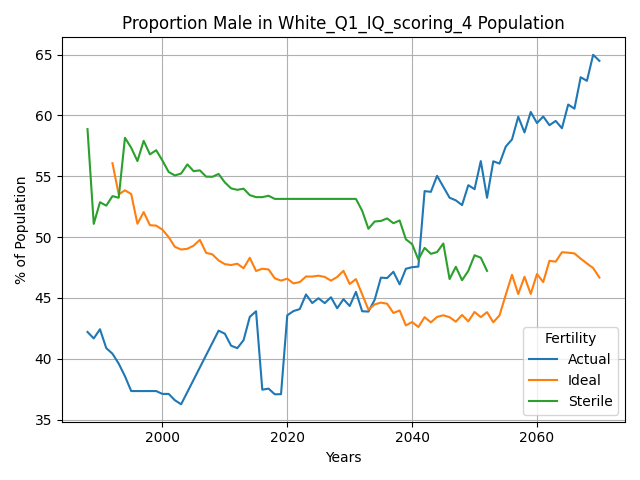 Proportion Male in White_Q1_IQ_scoring_4 Population
% of Population
65
60
55
50
45
40
35
2000
2020
2040
2060
Years
Fertility
Actual
Ideal
Sterile